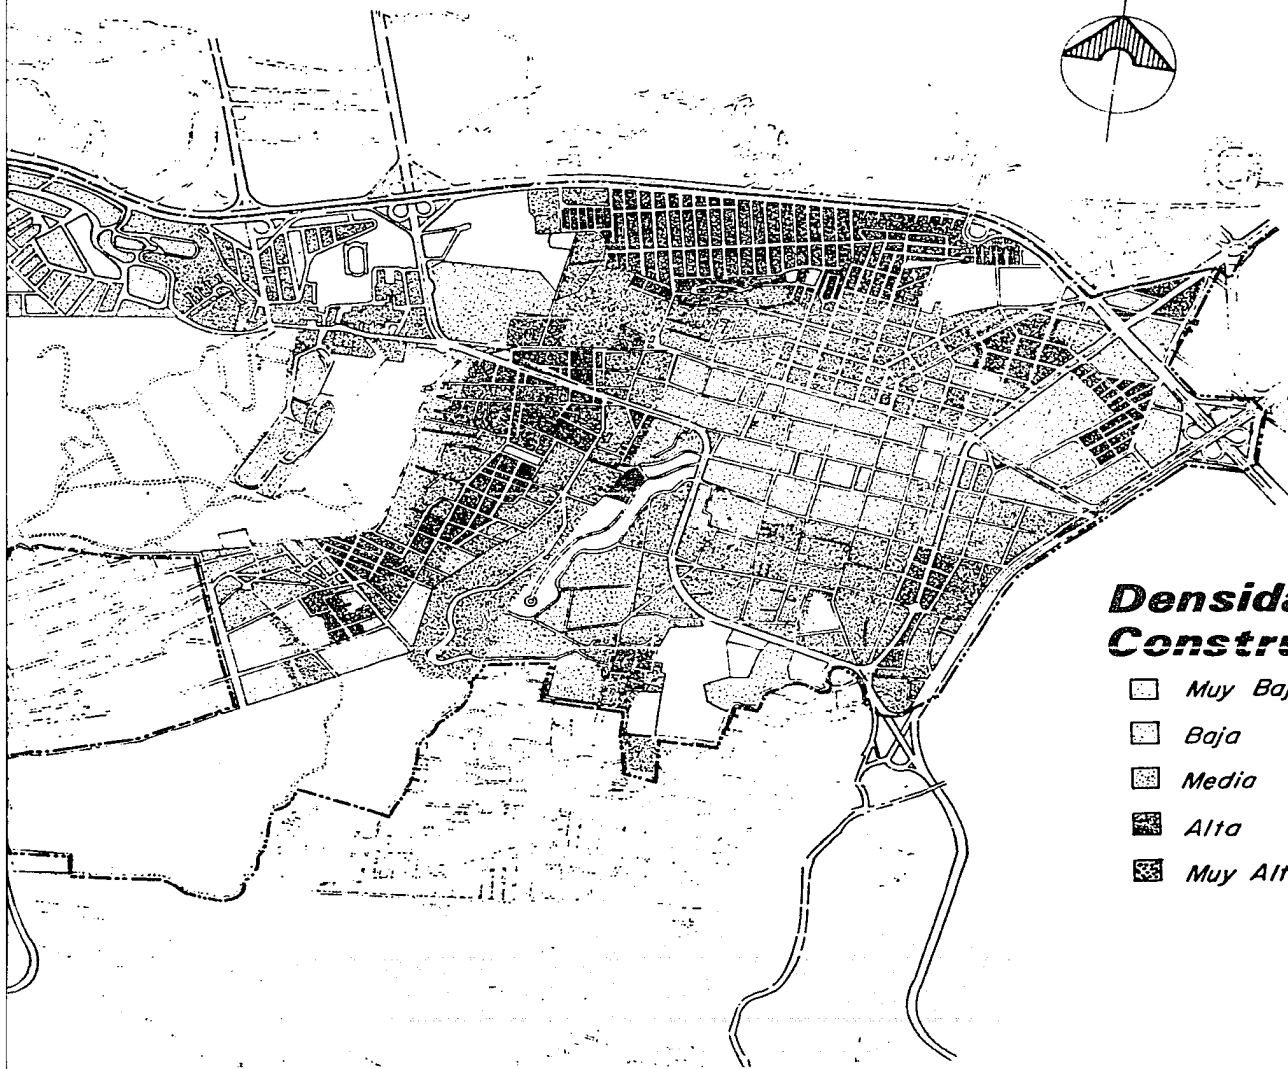 Densida
Constru
Muy Baj
Baja
Media
Alta
Muy Alt